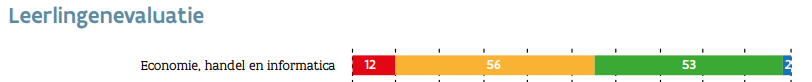 Leerlingenevaluatie
Economie, handel en informatica 12 56 53 2